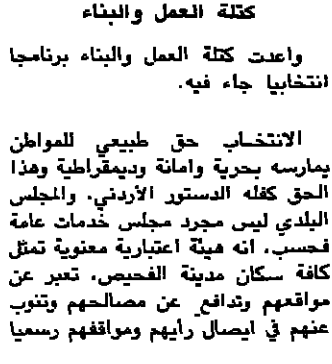 كتلة العمل والبناء
واعدت كتلة العمل والبناء برنامجا
انتخابيا جاء فيه.
الانتخاب حق طبيعي للمواطن
يمارسه بحرية وامانة وديمقراطية وهذا
الحق كفله الدستور الأردني. والمجلس
البلدي ليس مجرد مجلس خدمات عامة
فحسب، انه هيئة اعتبارية معنوية تمثل
كافة سكان مدينة الفحيص، تعبر عن
مواقعهم وتدافع عن مصالحهم وتنوب
عنهم في ايصال رأيهم ومواقفهم رسميا